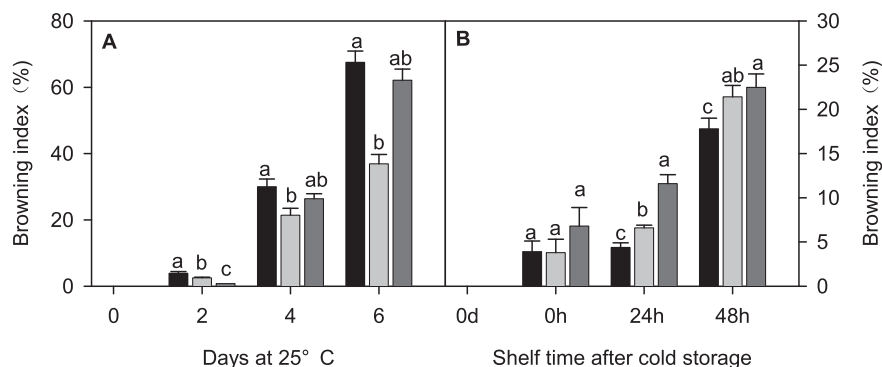 80
60
40
20
0
Browning index (%)
A
a b c
a b ab
a b ab
0 2 4 6
Days at 25° C
B
a a a
c b a
c ab a
0d 0h 24h 48h
Shelf time after cold storage
30
25
20
15
10
5
0
Browning index (%)